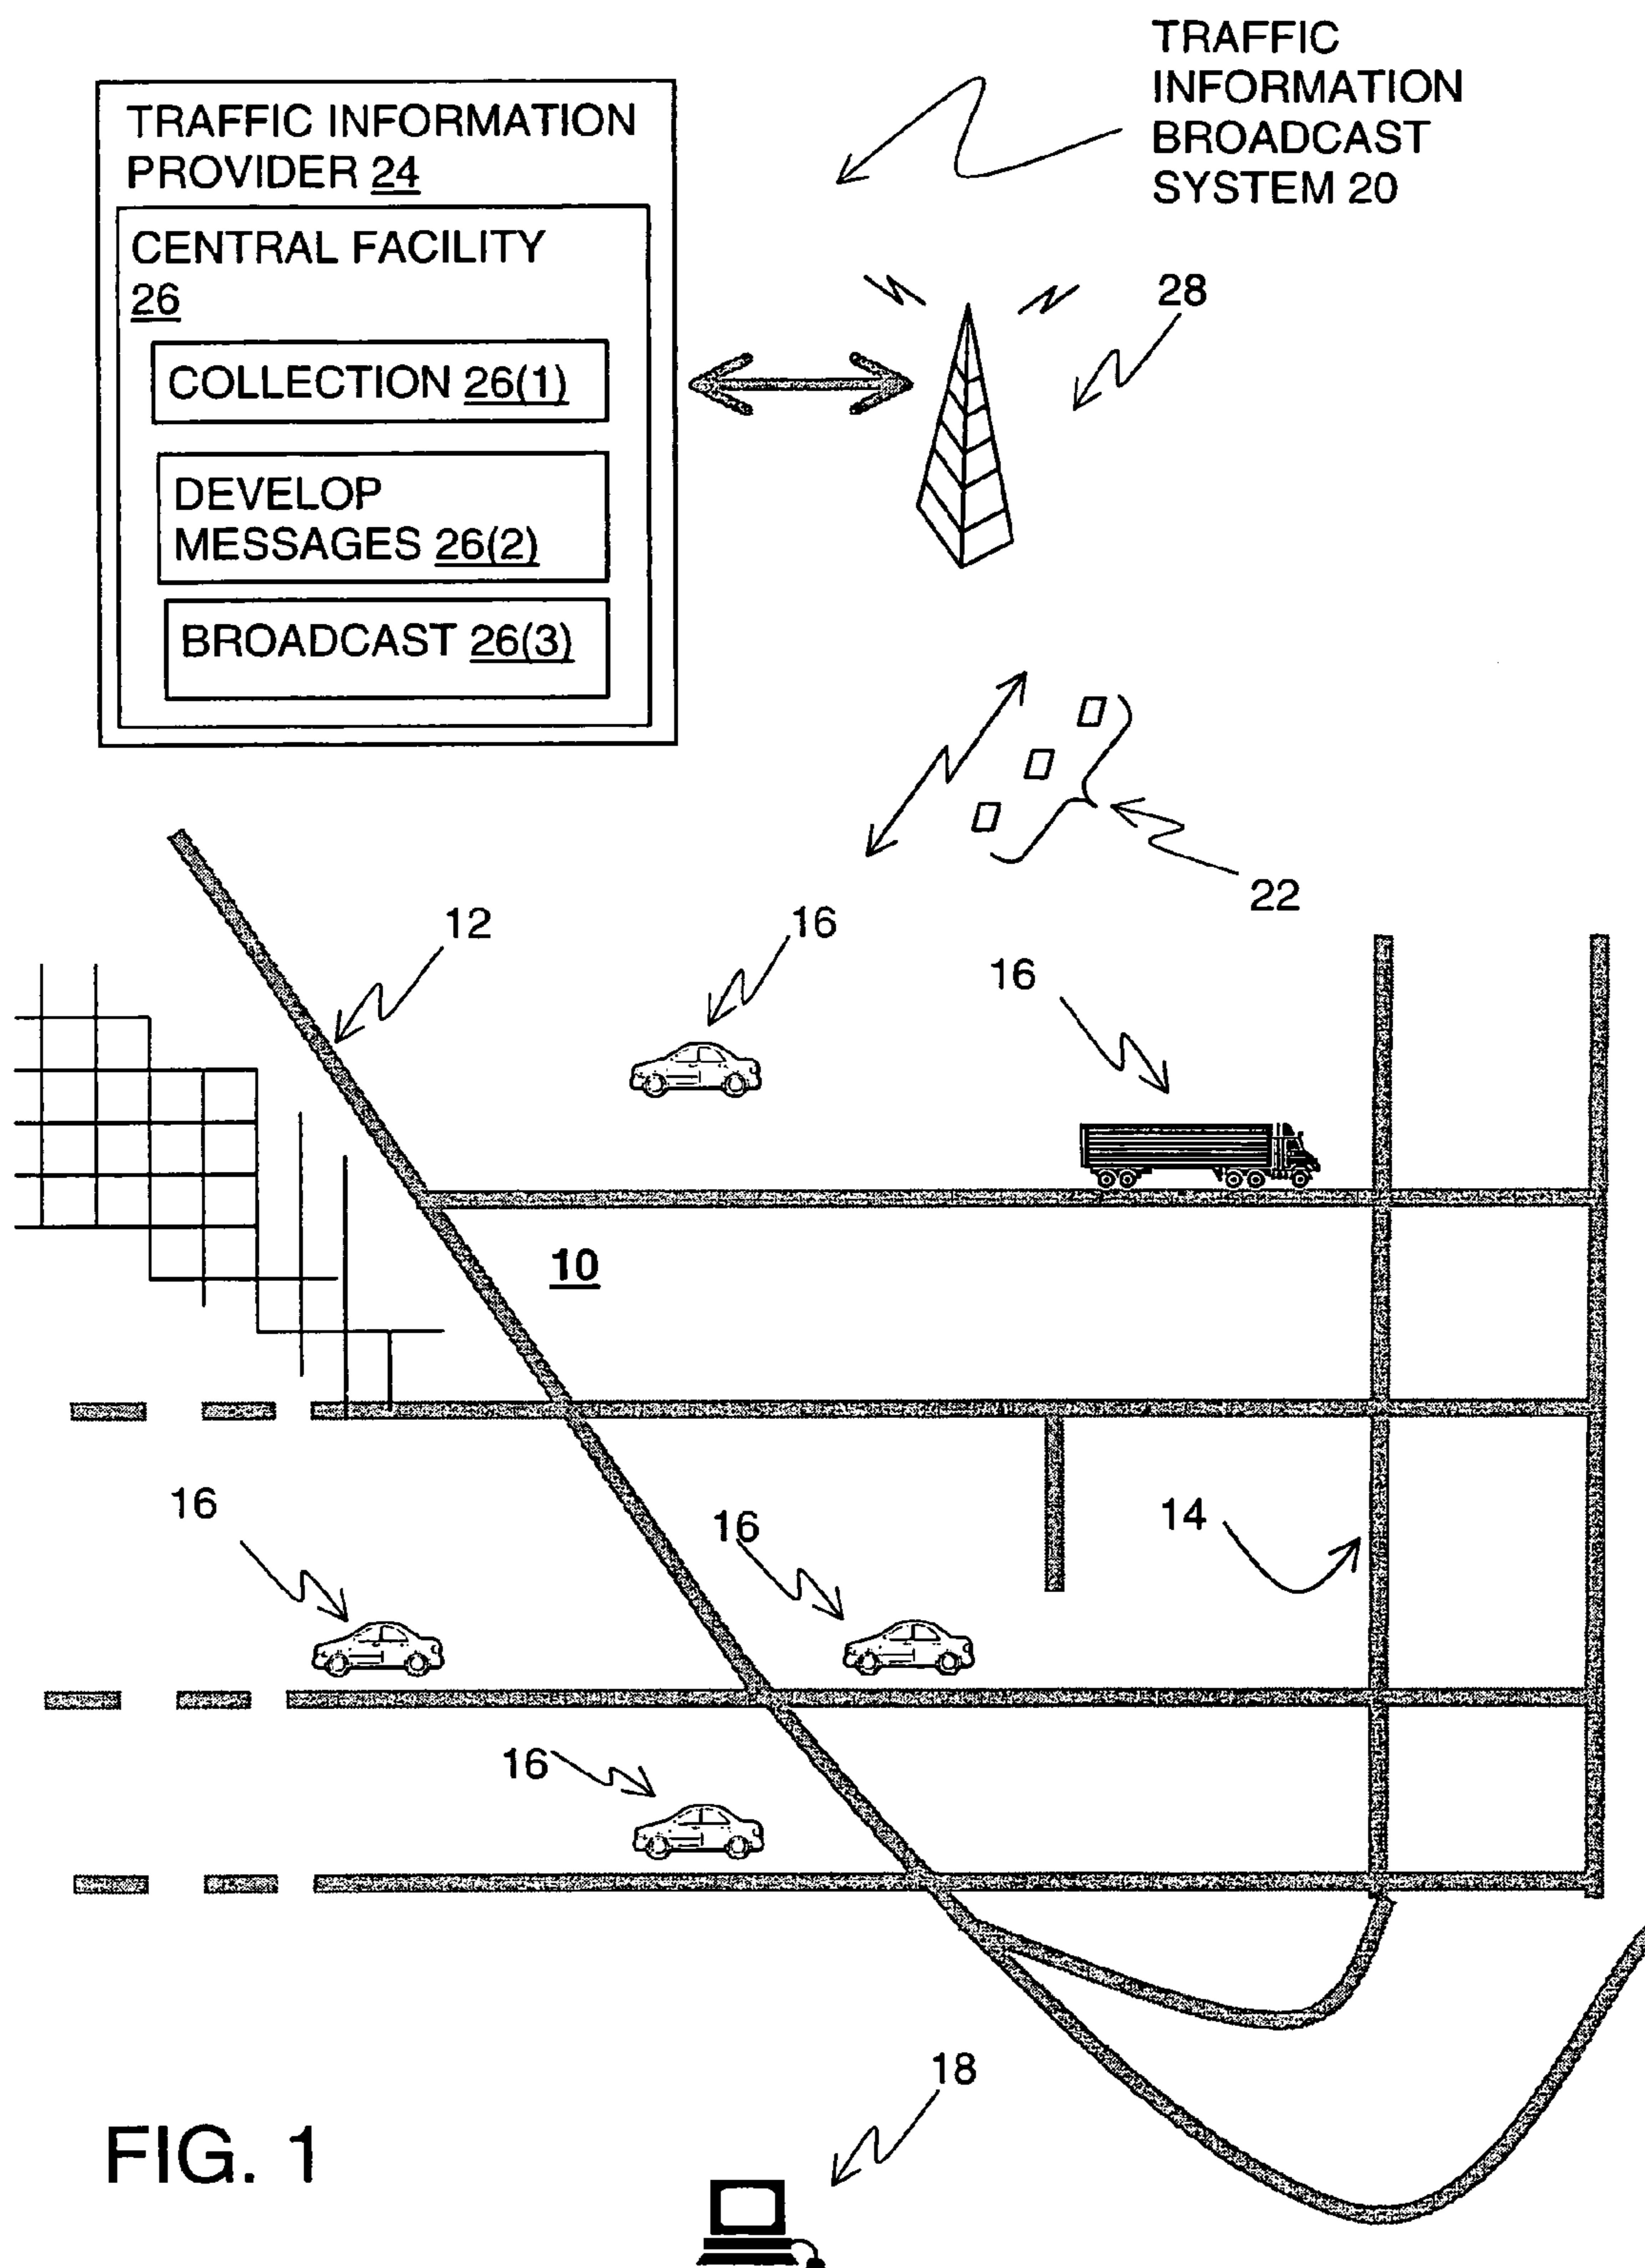 TRAFFIC
INFORMATION
BROADCAST
SYSTEM 20
TRAFFIC INFORMATION
PROVIDER 24
CENTRAL FACILITY
26
COLLECTION 26(1)
DEVELOP
MESSAGES 26(2)
BROADCAST 26(3)
28
22
12
16
16
10
16
16
14
16
18
FIG. 1